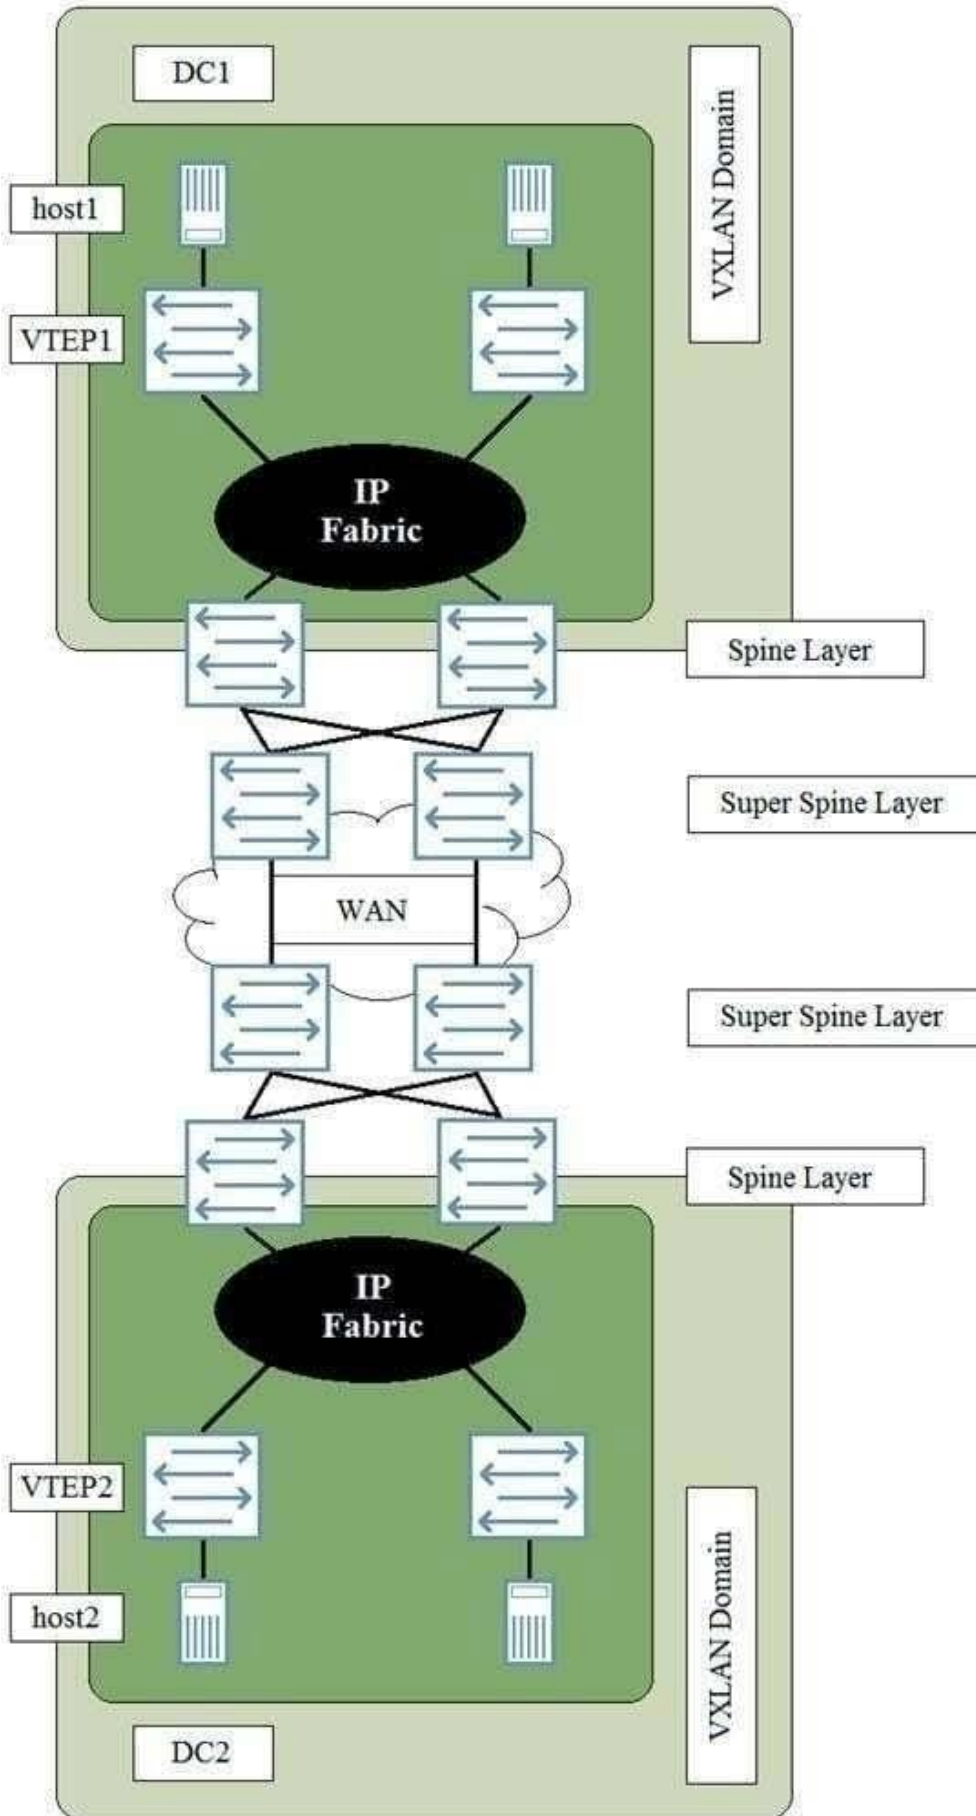 DC1
VXLAN Domain
host1
VTEP1
IP
Fabric
Spine Layer
Super Spine Layer
WAN
Super Spine Layer
Spine Layer
IP
Fabric
VTEP2
host2
VXLAN Domain
DC2